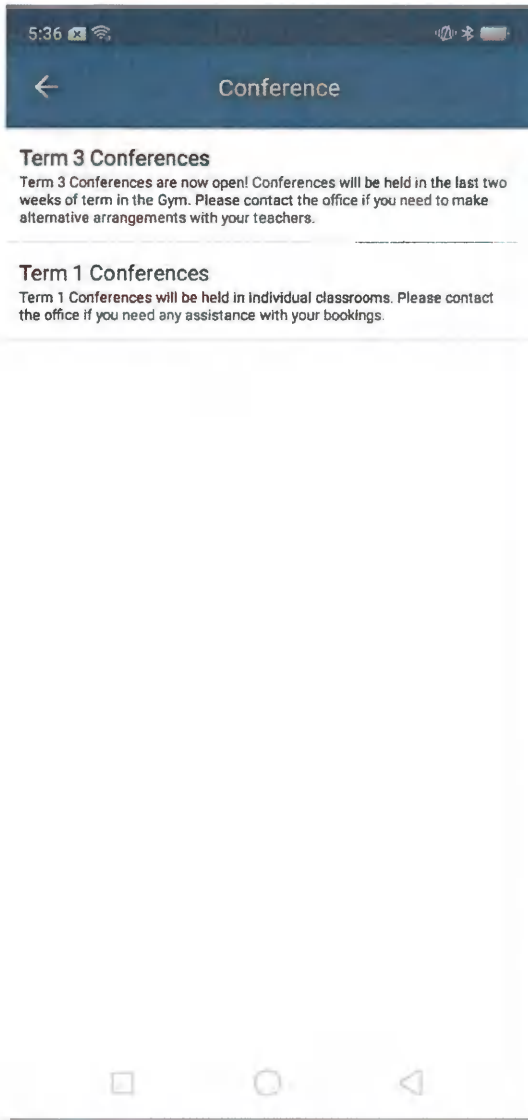 5:36
Conference
Term 3 Conferences
Term 3 Conferences are now open! Conferences will be held in the last two
weeks of term in the Gym. Please contact the office if you need to make
alternative arrangements with your teachers.
Term 1 Conferences
Term 1 Conferences will be held in individual classrooms. Please contact
the office if you need any assistance with your bookings.